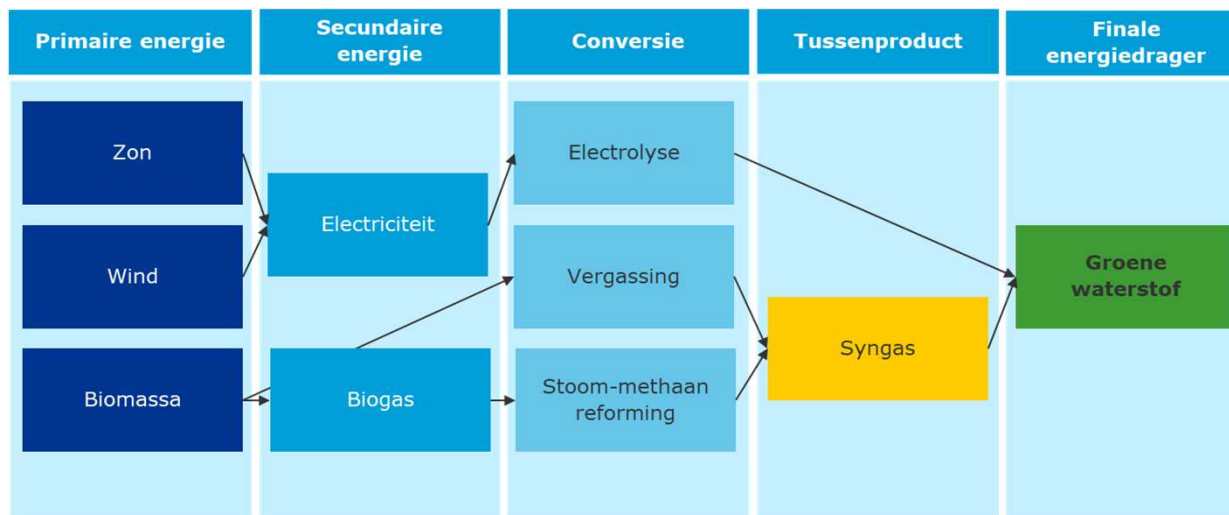 Primaire energie
Secundaire
energie
Conversie
Tussenproduct
Finale
energiedrager
Zon
Electriciteit
Electrolyse
Wind
Vergassing
Groene
waterstof
Syngas
Biomassa
Biogas
Stoom-methaan
reforming